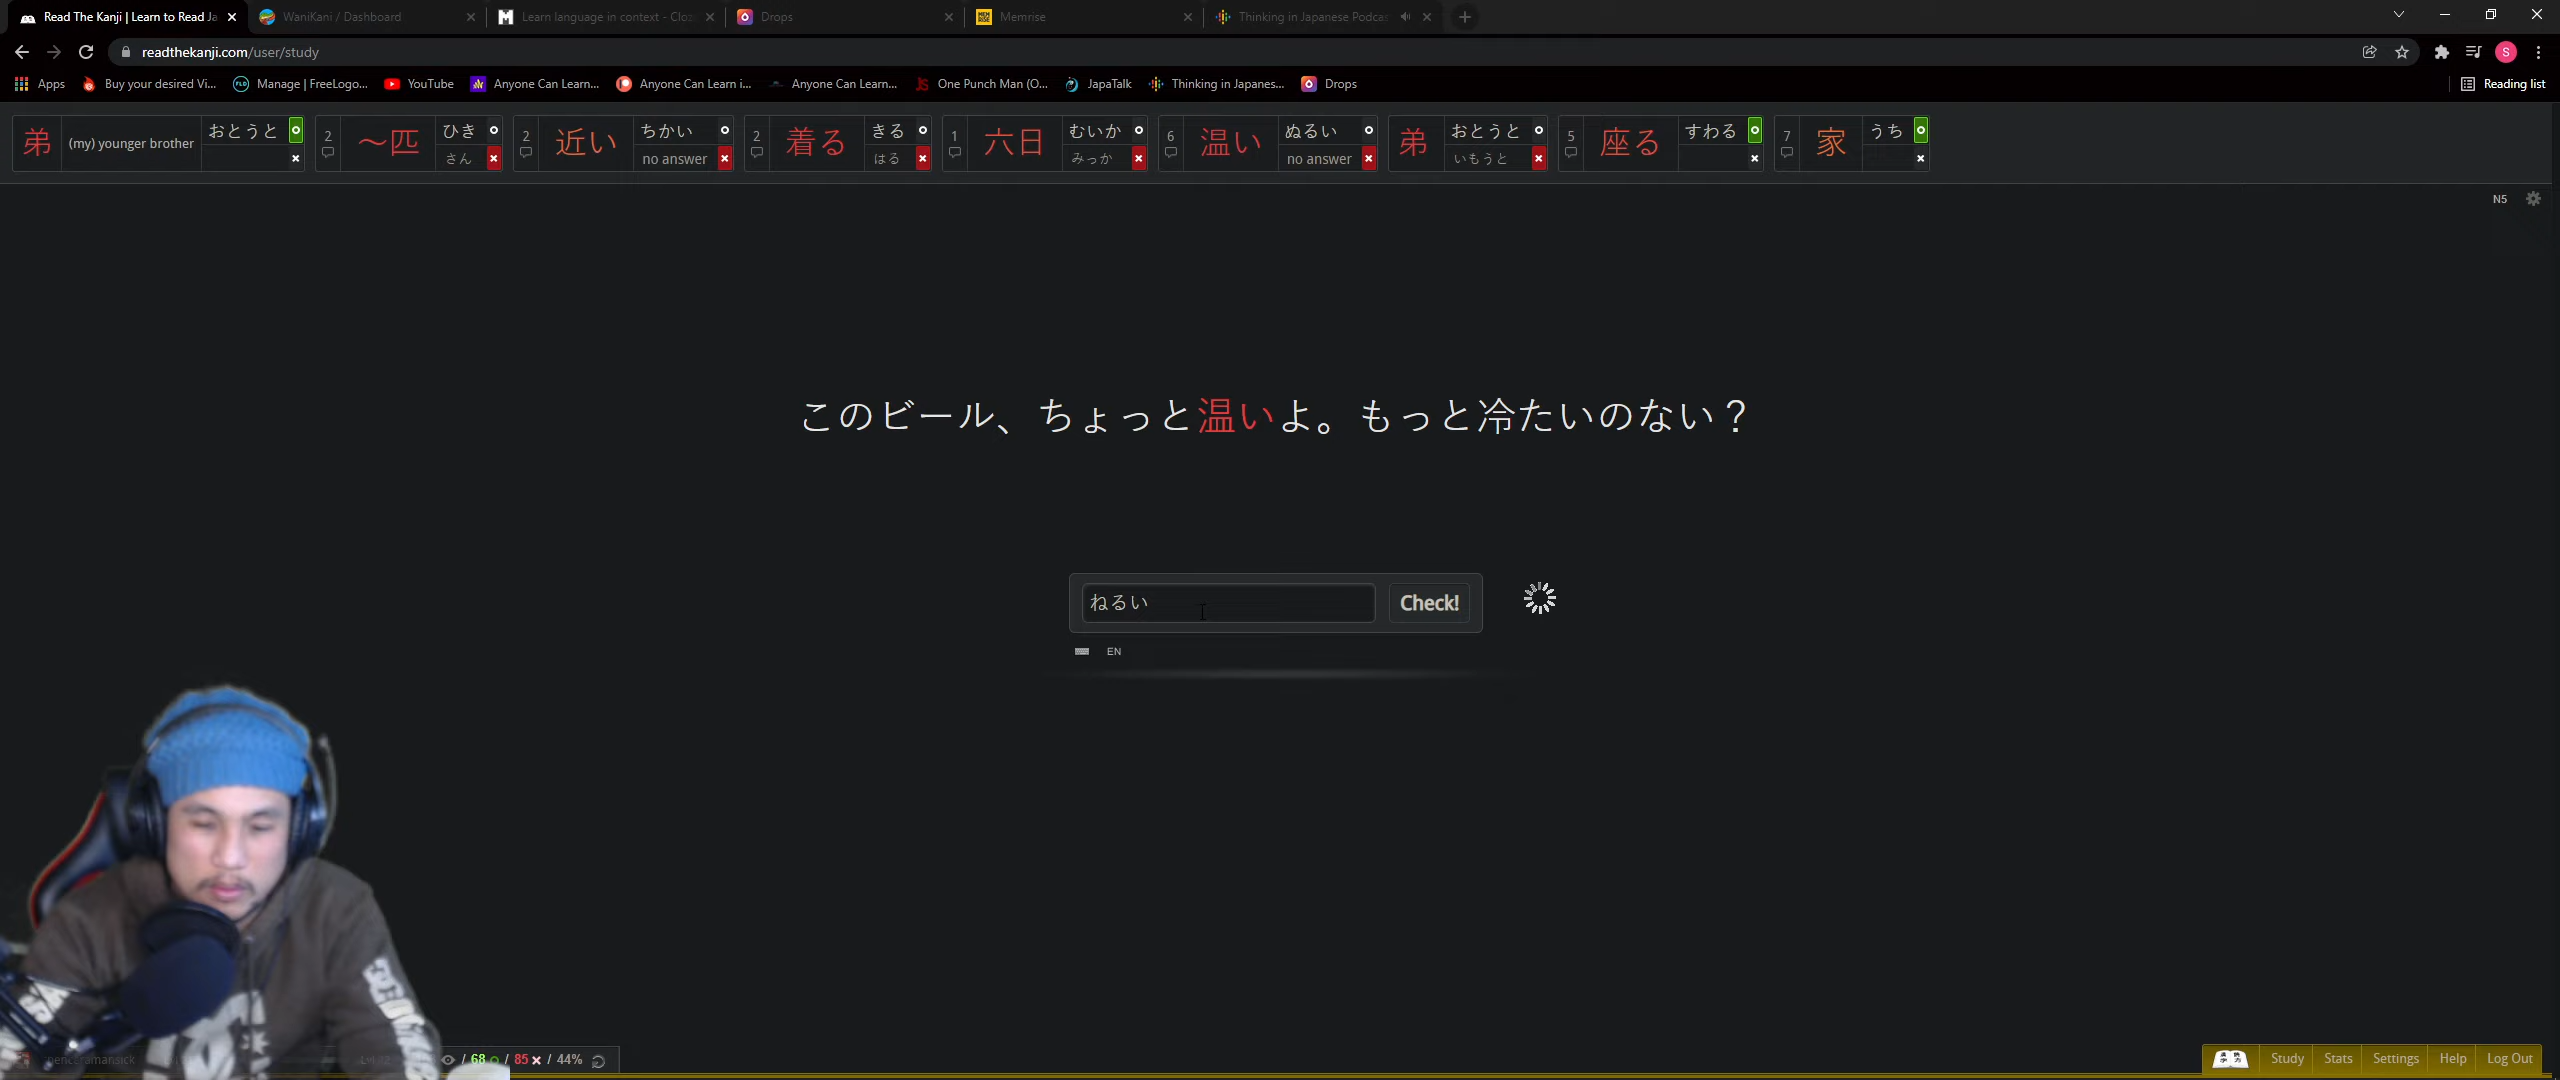 Read The Kanji | Learn to Read Ja
WaniKani / Dashboard
Learn language in context - Cloz
Drops
Memrise
Thinking in Japanese Podcas
readthekanji.com/user/study
Apps
Buy your desired Vi...
Manage | FreeLogo...
YouTube
Anyone Can Learn...
Anyone Can Learn i...
Anyone Can Learn...
One Punch Man (O...
JapaTalk
Thinking in Japanes...
Drops
Reading list
弟 (my) younger brother おとうと
2 〜匹 ひき さん
2 近い ちかい no answer
2 着る きる はる
1 六日 むいか みっか
6 温い ぬるい no answer
弟 おとうと いもうと
5 座る すわる
7 家 うち
N5
このビール、ちょっと温いよ。もっと冷たいのない？
ねるい
Check!
EN
/ 68 / 85 / 44%
Study
Stats
Settings
Help
Log Out